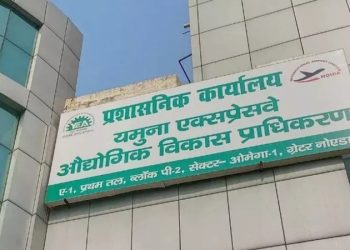 प्रशासनिक कार्यालय
यमुना एक्सप्रेसवे
औद्योगिक विकास प्राधिकरण
ए-1, प्रथम तल, ब्लॉक पी-2, सेक्टर- ओमेगा-1, ग्रेटर नोएडा